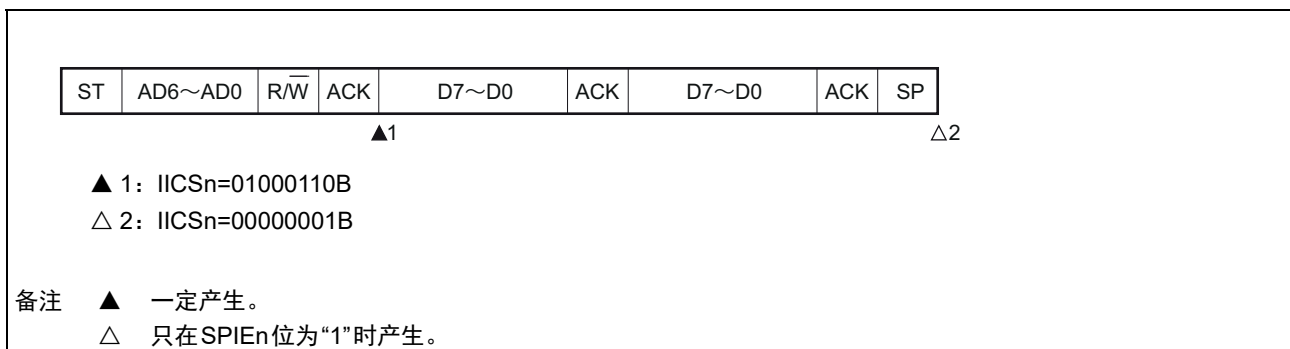 ST AD6～AD0 R/W̅ ACK D7～D0 ACK D7～D0 ACK SP
▲1 △2
▲ 1：IICSn=01000110B
△ 2：IICSn=00000001B
备注 ▲ 一定产生。
△ 只在SPIEn位为“1”时产生。